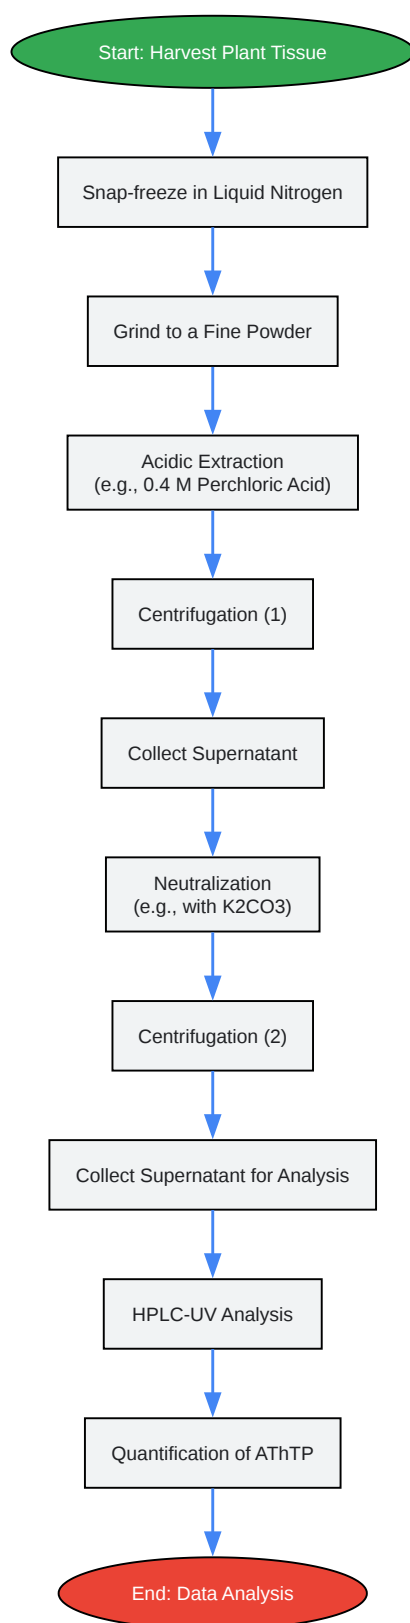 Start: Harvest Plant Tissue
Snap-freeze in Liquid Nitrogen
Grind to a Fine Powder
Acidic Extraction
(e.g., 0.4 M Perchloric Acid)
Centrifugation (1)
Collect Supernatant
Neutralization
(e.g., with K2CO3)
Centrifugation (2)
Collect Supernatant for Analysis
HPLC-UV Analysis
Quantification of AThTP
End: Data Analysis